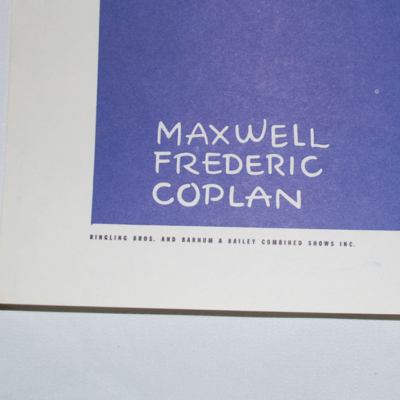 MAXWELL
FREDERIC
COPLAN
RINGLING BROS. AND BARNUM & BAILEY COMBINED SHOWS INC.